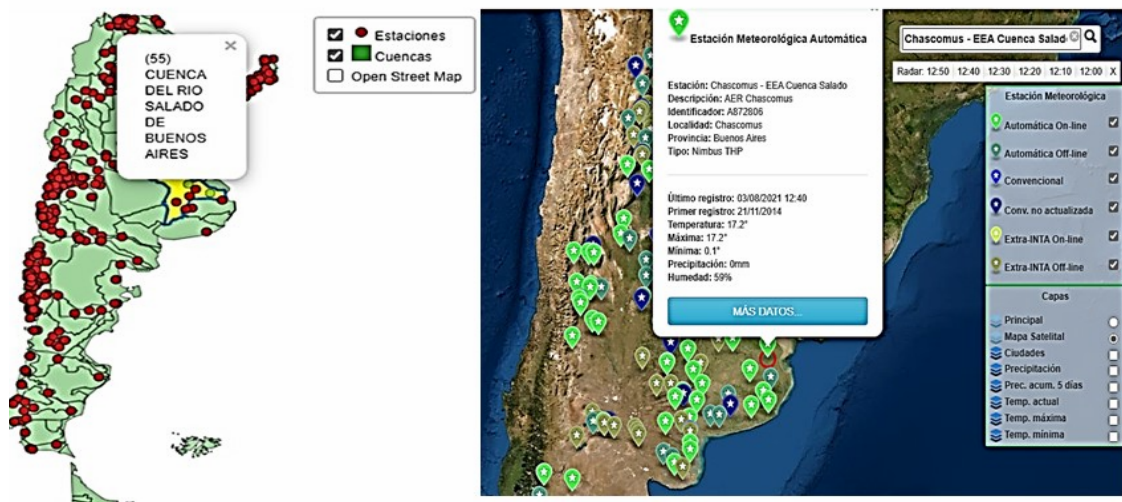 (55)
CUENCA
DEL RIO
SALADO
DE
BUENOS
AIRES
Estaciones
Cuencas
Open Street Map
Estación Meteorológica Automática
Estación: Chascomus - EEA Cuenca Salado
Descripción: AER Chascomus
Identificador: A872806
Localidad: Chascomus
Provincia: Buenos Aires
Tipo: Nimbus THP
Último registro: 03/08/2021 12:40
Primer registro: 21/11/2014
Temperatura: 17.2°
Máxima: 17.2°
Mínima: 0.1°
Precipitación: 0mm
Humedad: 59%
MÁS DATOS...
Chascomus - EEA Cuenca Salad
Radar: 12:50 12:40 12:30 12:20 12:10 12:00 X
Estación Meteorológica
Automática On-line
Automática Off-line
Convencional
Conv. no actualizada
Extra-INTA On-line
Extra-INTA Off-line
Capas
Principal
Mapa Satelital
Ciudades
Precipitación
Prec. acum. 5 días
Temp. actual
Temp. máxima
Temp. mínima